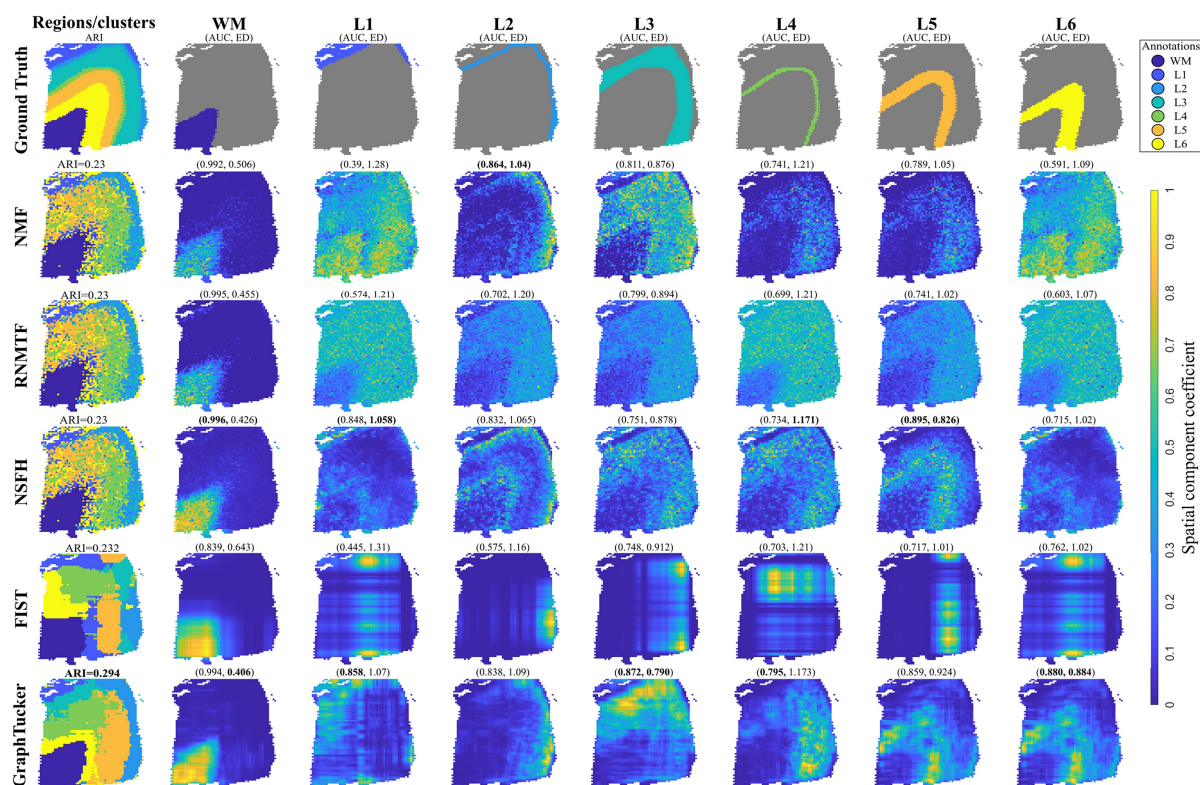 Regions/clusters WM L1 L2 L3 L4 L5 L6
ARI (AUC, ED) (AUC, ED) (AUC, ED) (AUC, ED) (AUC, ED) (AUC, ED) (AUC, ED)
Ground Truth
Annotations
WM
L1
L2
L3
L4
L5
L6
ARI=0.23 (0.992, 0.506) (0.39, 1.28) (0.864, 1.04) (0.811, 0.876) (0.741, 1.21) (0.789, 1.05) (0.591, 1.09)
NMF
ARI=0.23 (0.995, 0.455) (0.574, 1.21) (0.702, 1.20) (0.799, 0.894) (0.699, 1.21) (0.741, 1.02) (0.603, 1.07)
RNMTF
ARI=0.23 (0.996, 0.426) (0.848, 1.058) (0.832, 1.065) (0.751, 0.878) (0.734, 1.171) (0.895, 0.826) (0.715, 1.02)
NSFH
ARI=0.232 (0.839, 0.643) (0.445, 1.31) (0.575, 1.16) (0.748, 0.912) (0.703, 1.21) (0.717, 1.01) (0.762, 1.02)
FIST
ARI=0.294 (0.994, 0.406) (0.858, 1.07) (0.838, 1.09) (0.872, 0.790) (0.795, 1.173) (0.859, 0.924) (0.880, 0.884)
GraphTucker
1
0.9
0.8
0.7
0.6
0.5
0.4
0.3
0.2
0.1
0
Spatial component coefficient